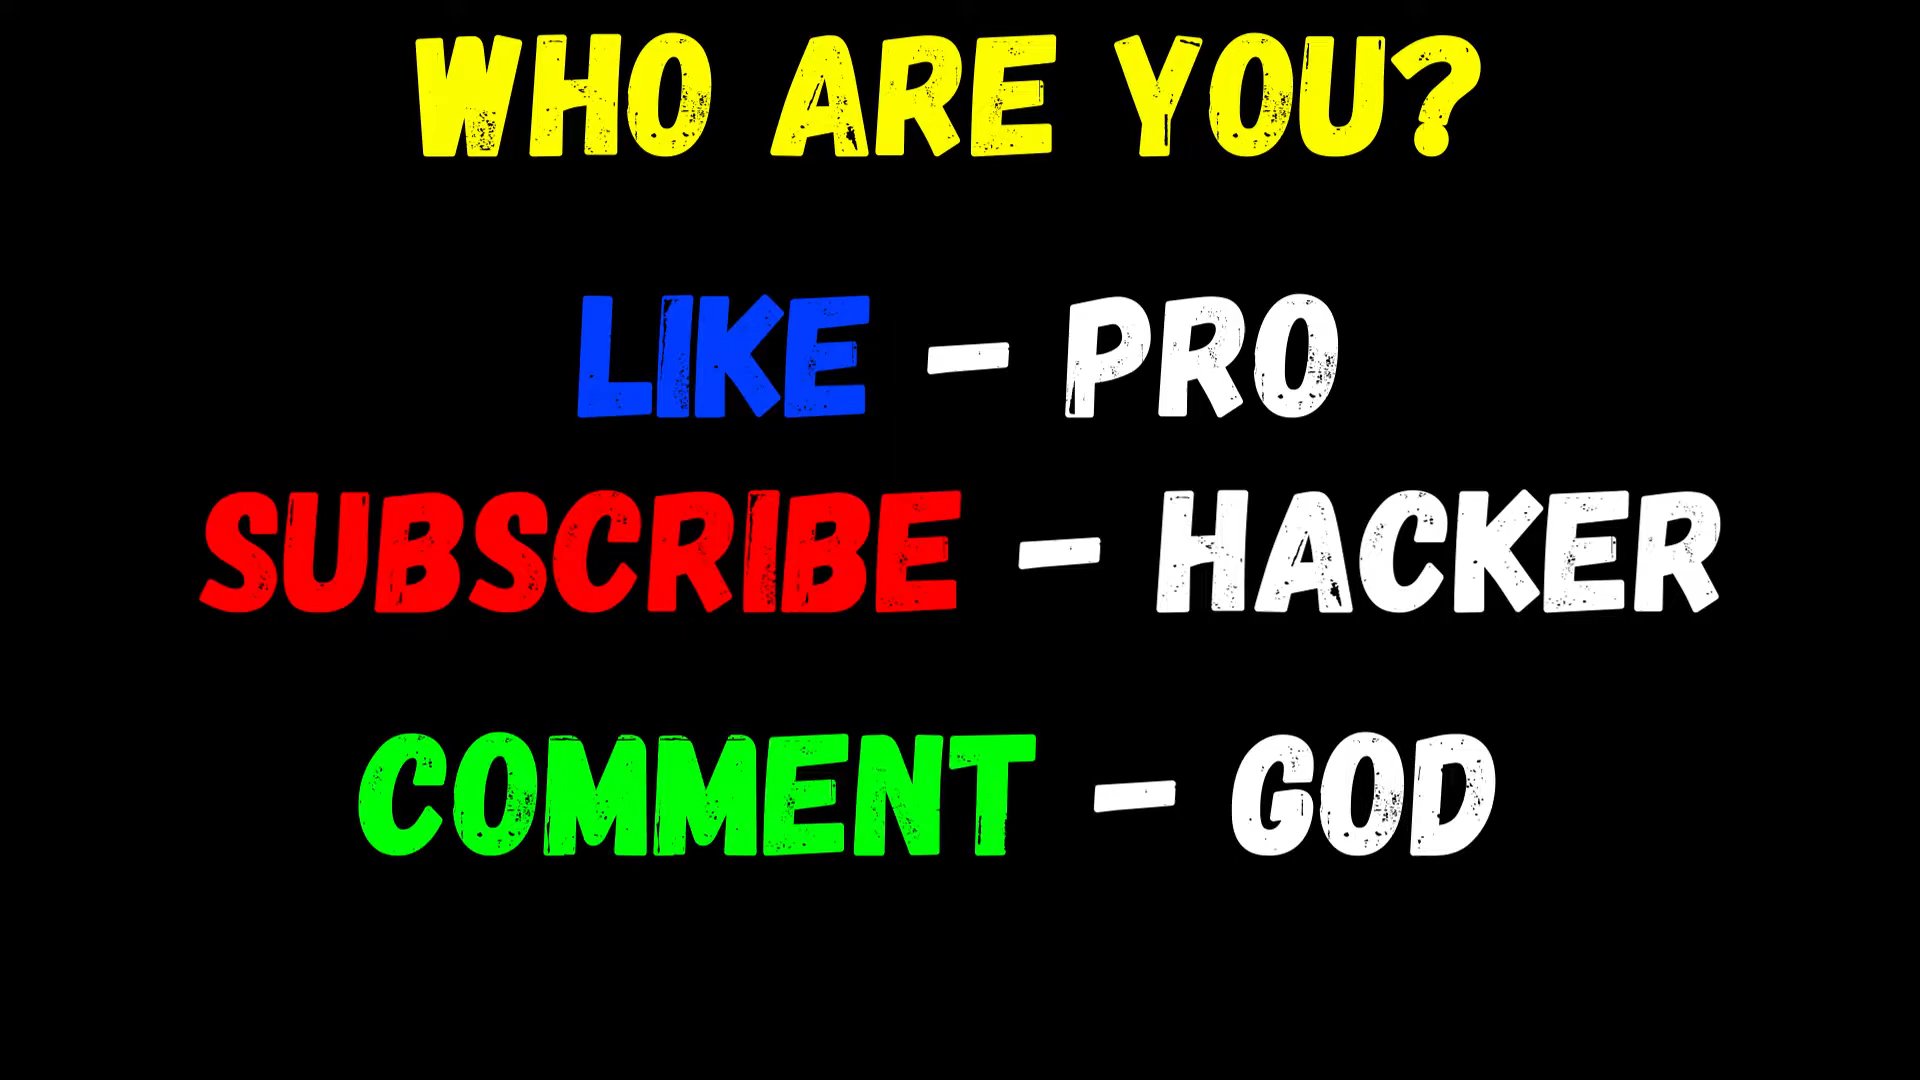 WHO ARE YOU?
LIKE - PRO
SUBSCRIBE - HACKER
COMMENT - GOD